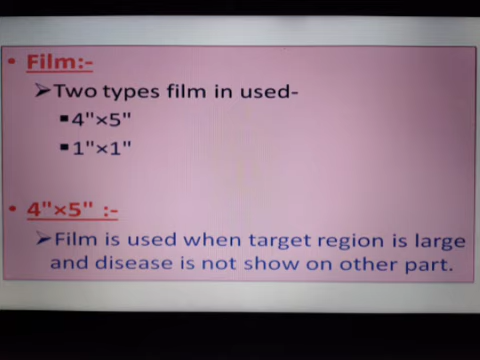 • Film:-
➢Two types film in used-
▪4"×5"
▪1"×1"
• 4"×5" :-
➢Film is used when target region is large
and disease is not show on other part.